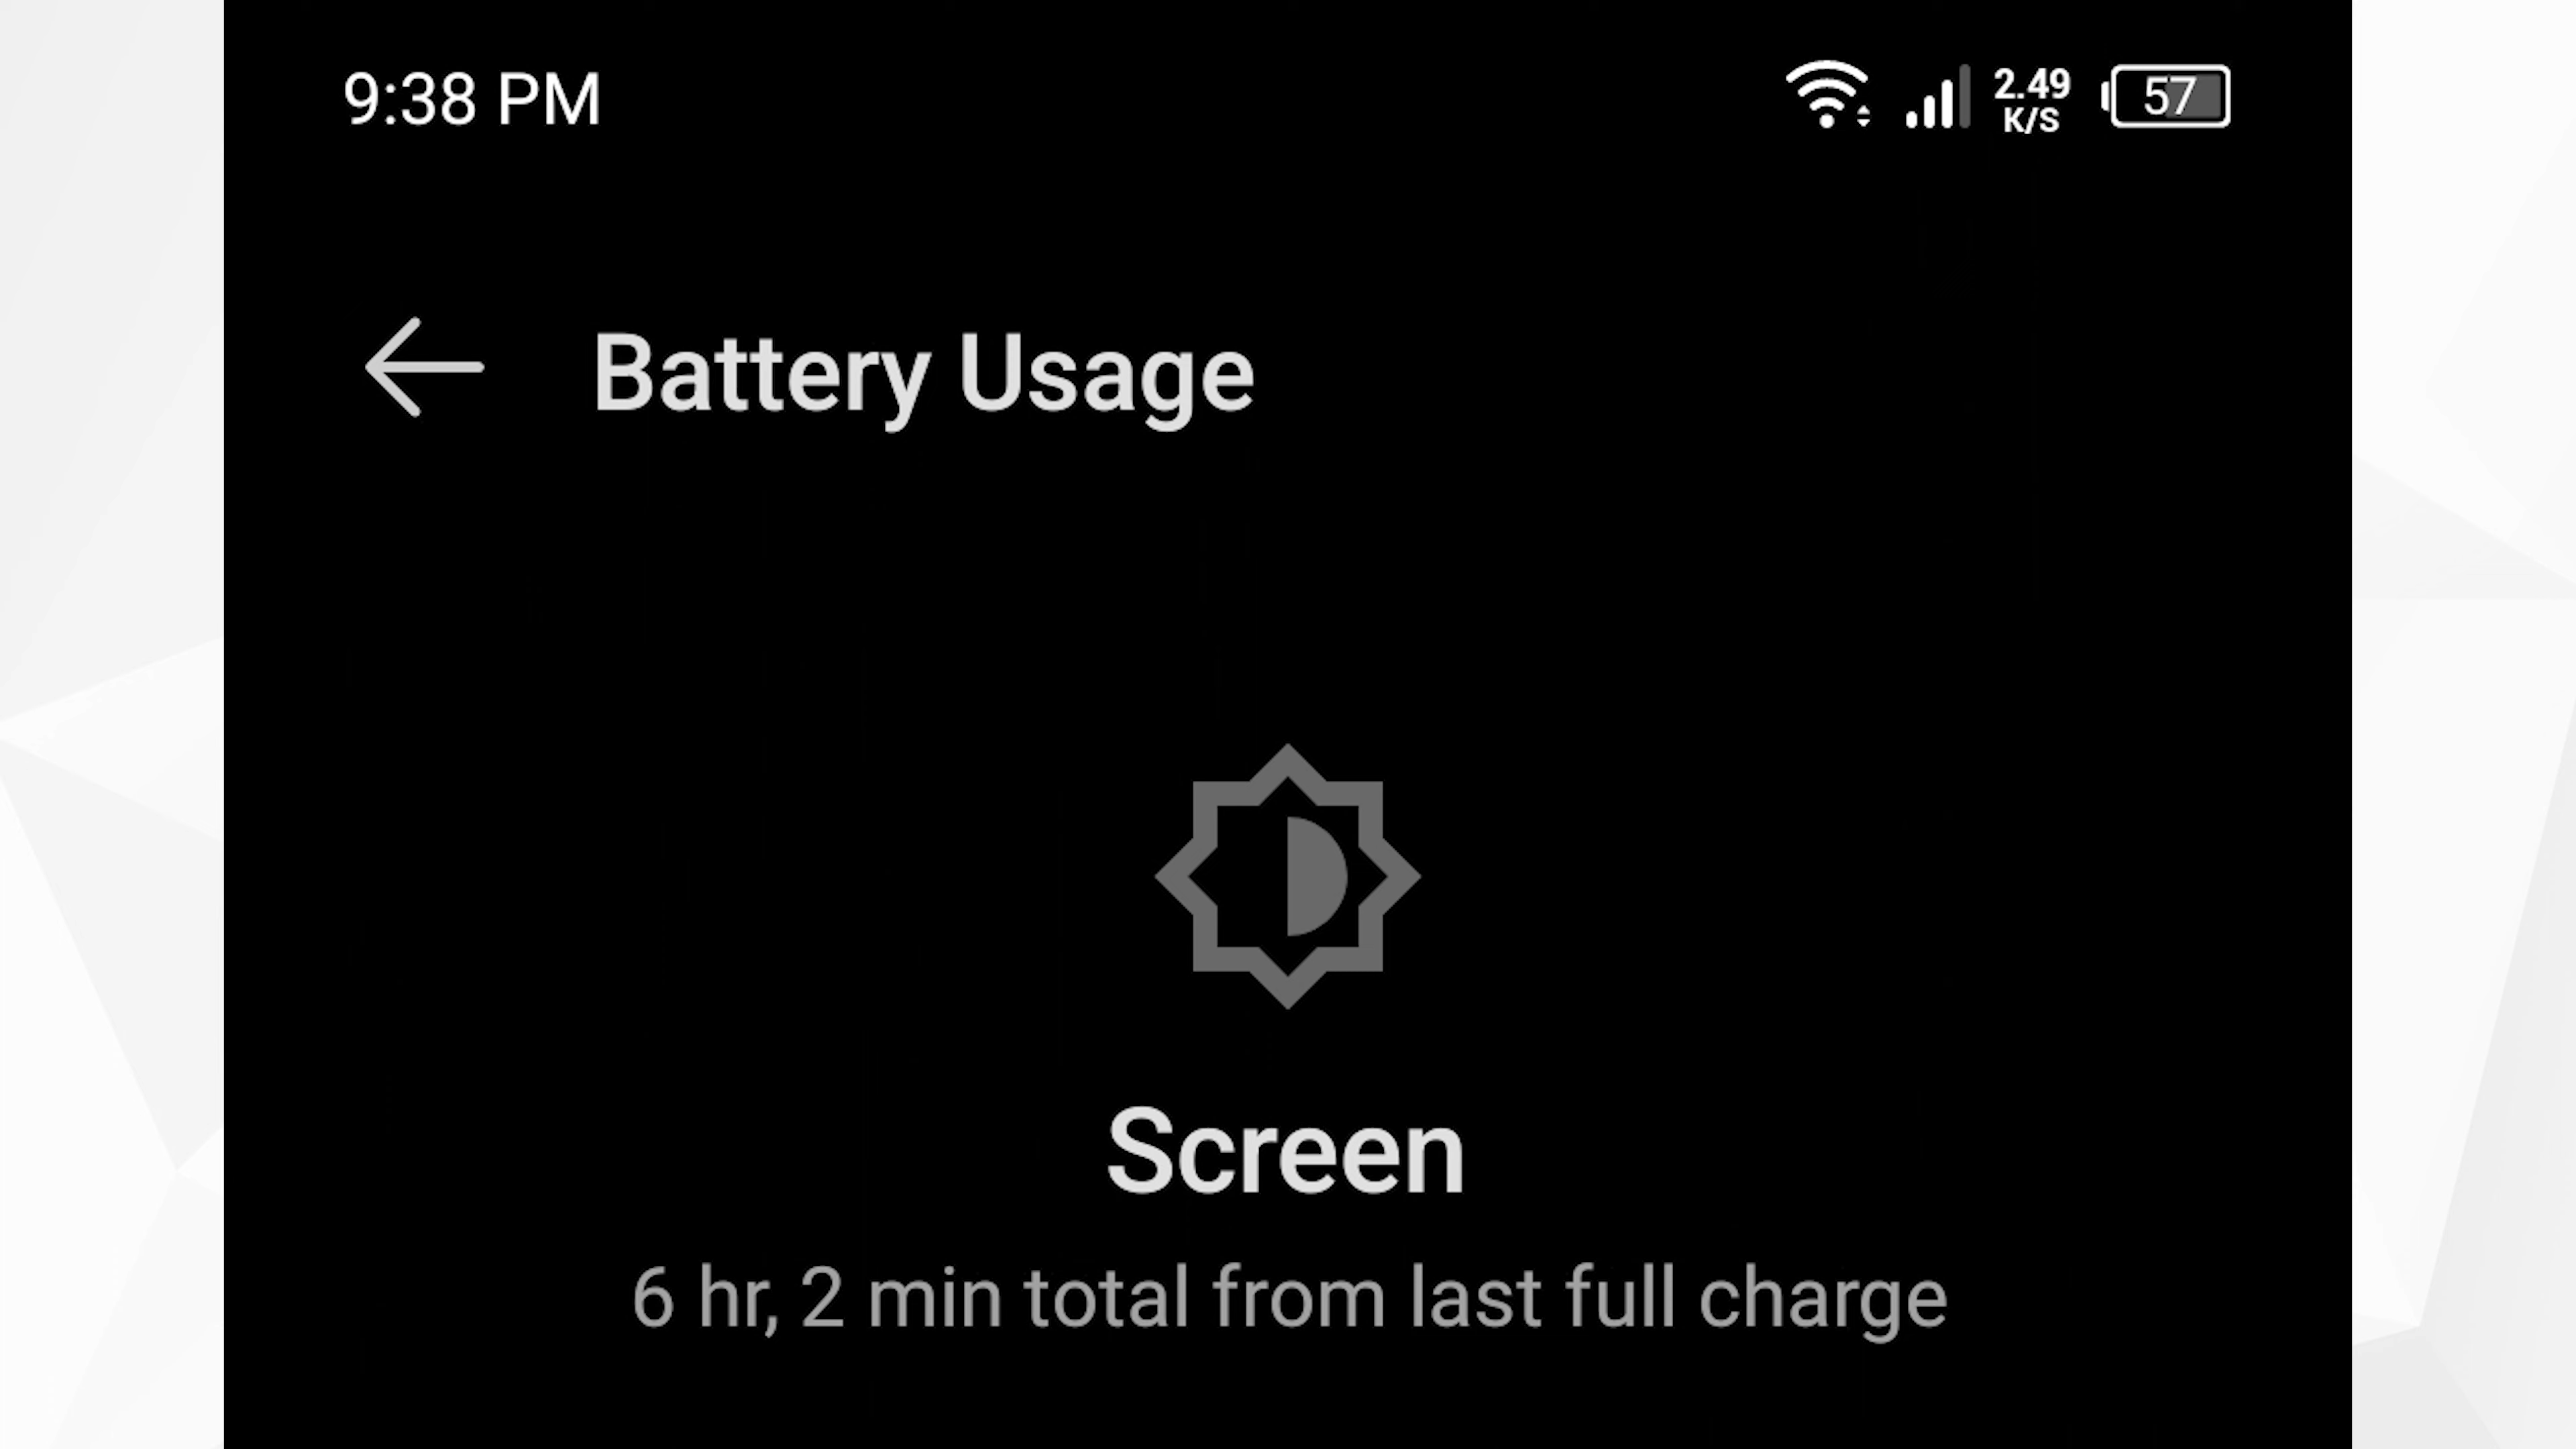 9:38 PM
2.49
K/S
57
Battery Usage
Screen
6 hr, 2 min total from last full charge